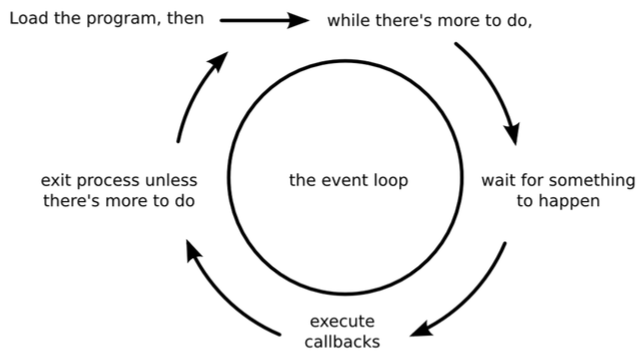 Load the program, then
while there's more to do,
wait for something
to happen
execute
callbacks
exit process unless
there's more to do
the event loop